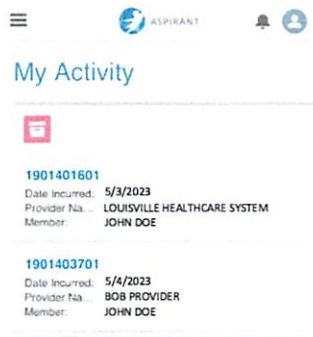 ASPIRANT
My Activity
1901401601
Date Incurred: 5/3/2023
Provider Na... LOUISVILLE HEALTHCARE SYSTEM
Member: JOHN DOE
1901403701
Date Incurred: 5/4/2023
Provider Na... BOB PROVIDER
Member: JOHN DOE